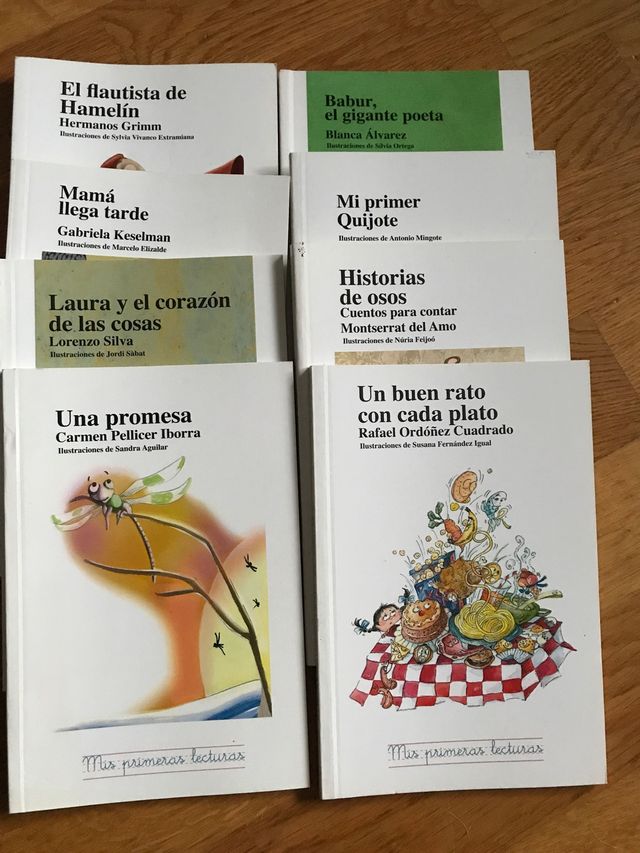 El flautista de
Hamelín
Hermanos Grimm
Ilustraciones de Sylvia Vivanco Extramiana
Babur,
el gigante poeta
Blanca Álvarez
Ilustraciones de Silvia Ortega
Mamá
llega tarde
Gabriela Keselman
Ilustraciones de Marcelo Elizalde
Mi primer
Quijote
Ilustraciones de Antonio Mingote
Laura y el corazón
de las cosas
Lorenzo Silva
Ilustraciones de Jordi Sàbat
Historias
de osos
Cuentos para contar
Montserrat del Amo
Ilustraciones de Núria Feijoó
Una promesa
Carmen Pellicer Iborra
Ilustraciones de Sandra Aguilar
Mis primeras lecturas
Un buen rato
con cada plato
Rafael Ordóñez Cuadrado
Ilustraciones de Susana Fernández Igual
Mis primeras lecturas